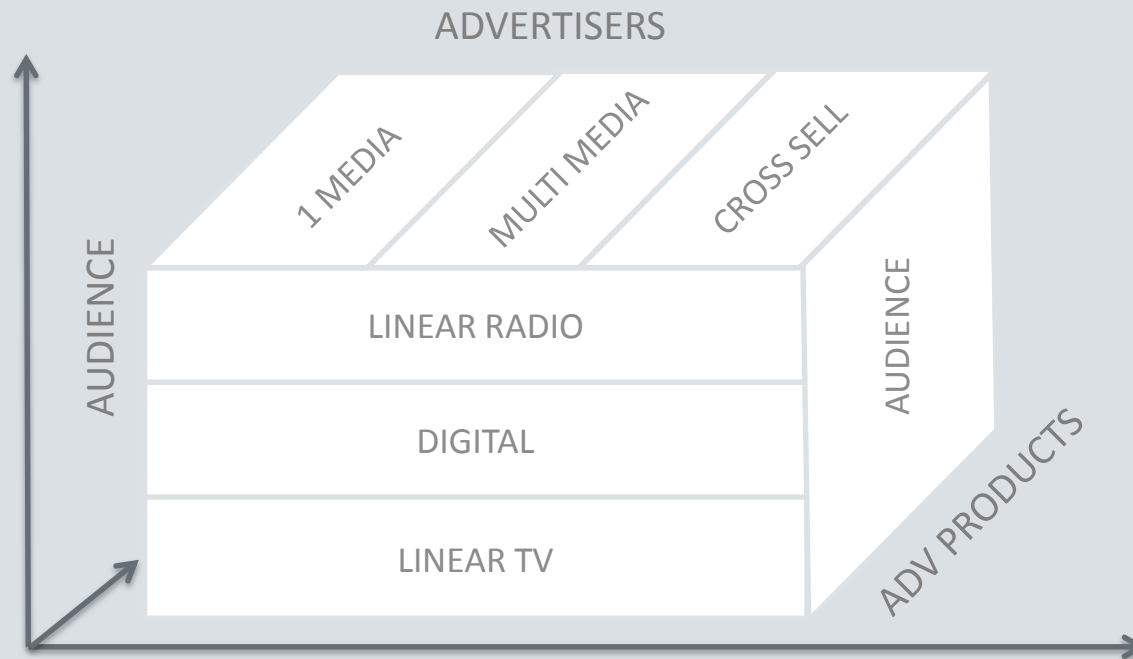 ADVERTISERS
1 MEDIA
MULTI MEDIA
CROSS SELL
AUDIENCE
LINEAR RADIO
AUDIENCE
DIGITAL
LINEAR TV
ADV PRODUCTS